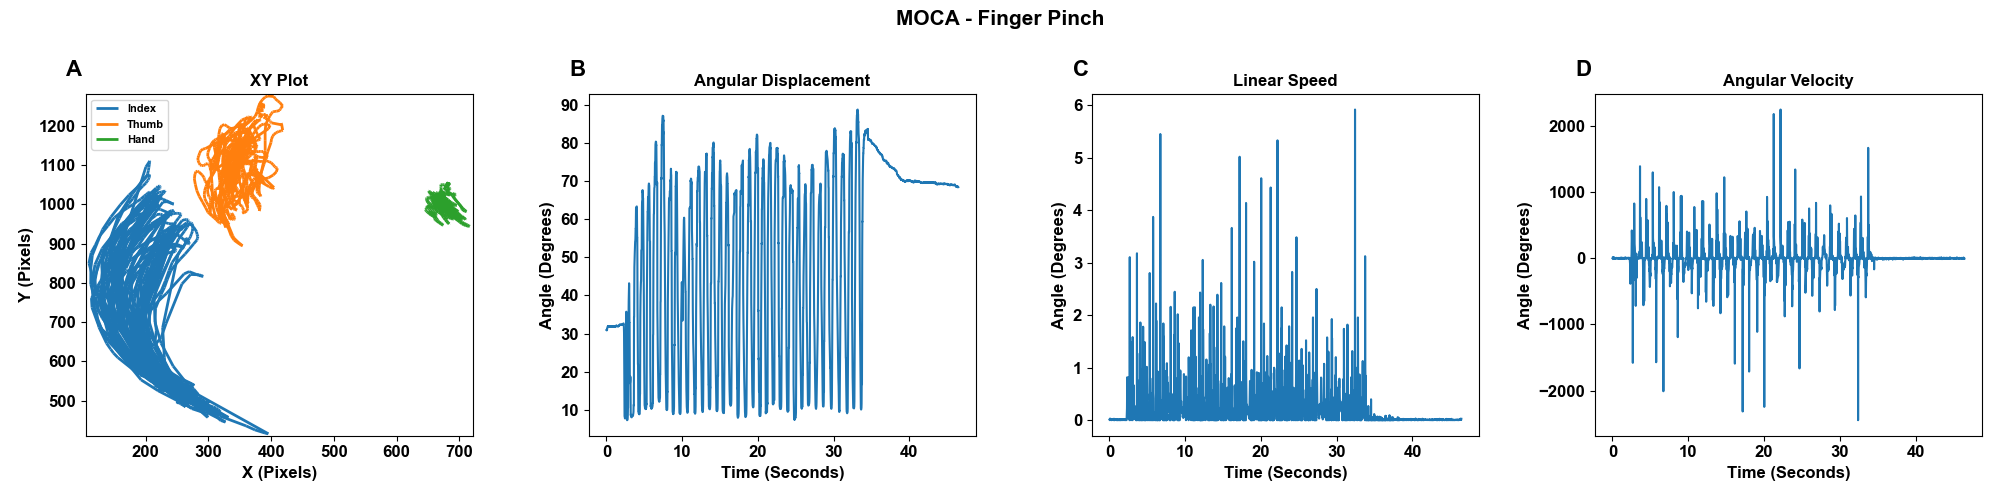 MOCA - Finger Pinch
A
XY Plot
Index
Thumb
Hand
1200
1100
1000
900
800
700
600
500
Y (Pixels)
200 300 400 500 600 700
X (Pixels)
B
Angular Displacement
90
80
70
60
50
40
30
20
10
Angle (Degrees)
0 10 20 30 40
Time (Seconds)
C
Linear Speed
6
5
4
3
2
1
0
Angle (Degrees)
0 10 20 30 40
Time (Seconds)
D
Angular Velocity
2000
1000
0
−1000
−2000
Angle (Degrees)
0 10 20 30 40
Time (Seconds)